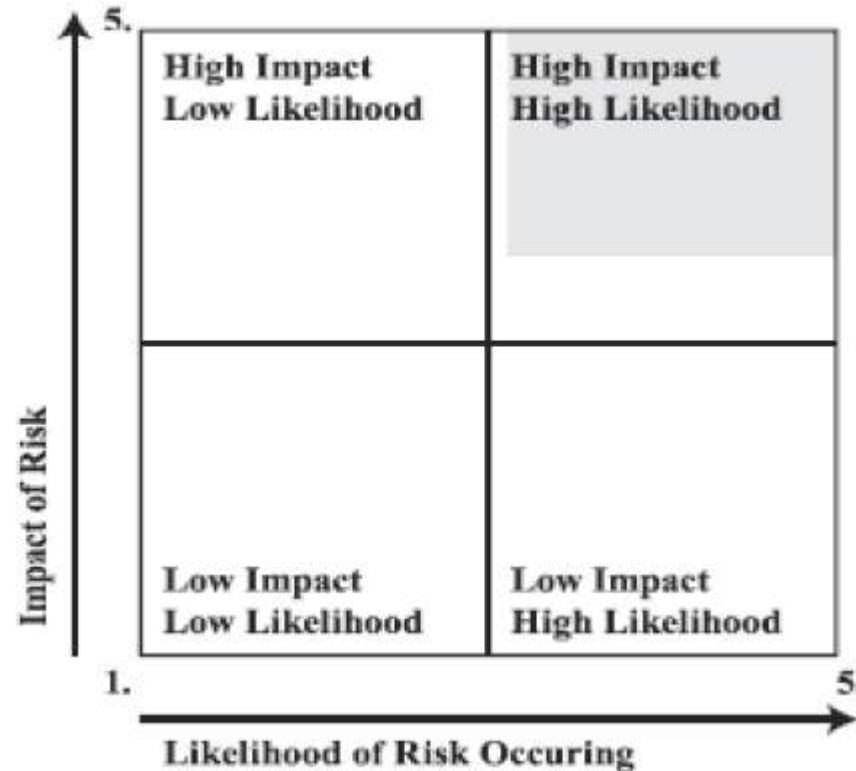 5.
High Impact
Low Likelihood
High Impact
High Likelihood
Impact of Risk
Low Impact
Low Likelihood
Low Impact
High Likelihood
1.
5
Likelihood of Risk Occuring